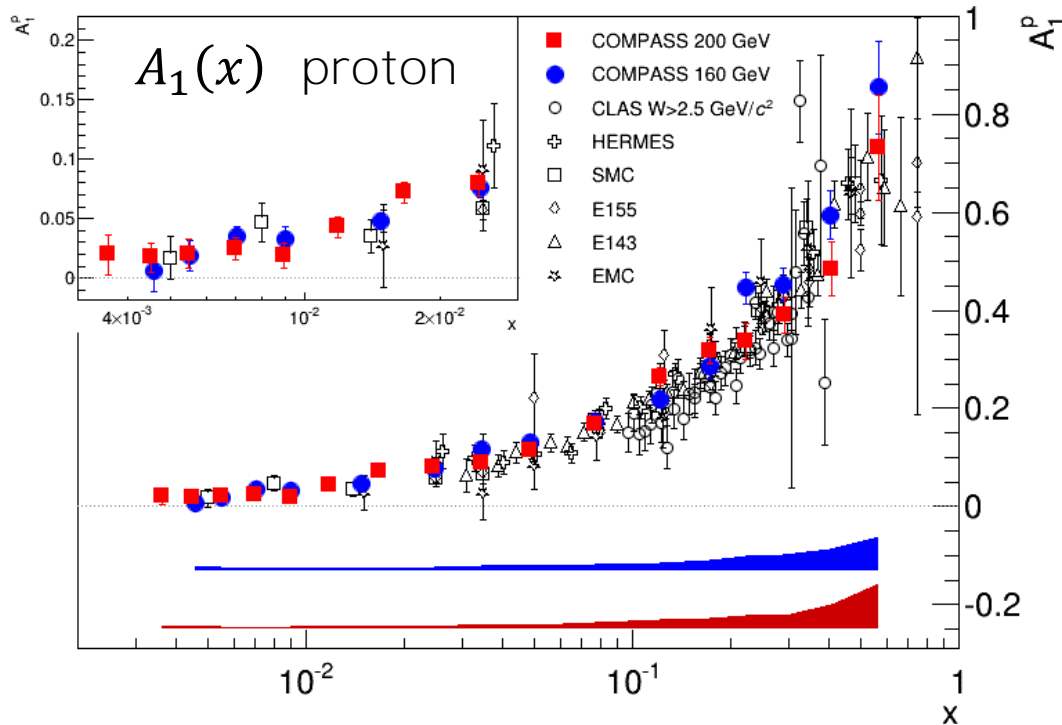 A₁ᵖ
0.2
0.15
0.1
0.05
0
4×10⁻³
10⁻²
2×10⁻²
x
A₁(x) proton
COMPASS 200 GeV
COMPASS 160 GeV
CLAS W>2.5 GeV/c²
HERMES
SMC
E155
E143
EMC
1
A₁ᵖ
0.8
0.6
0.4
0.2
0
-0.2
10⁻²
10⁻¹
1
x